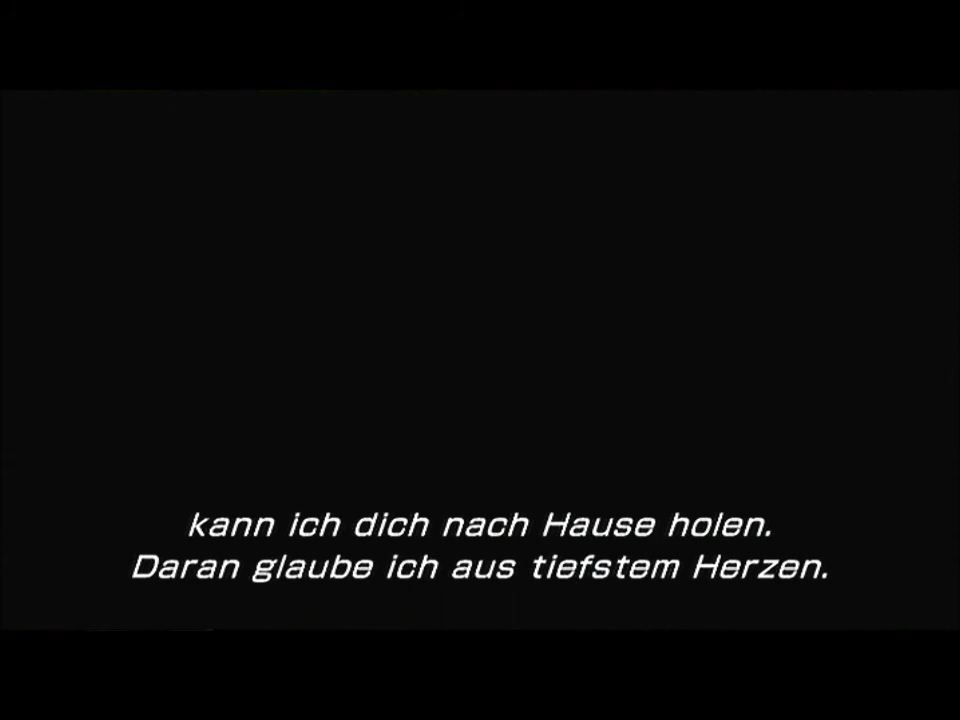 kann ich dich nach Hause holen.
Daran glaube ich aus tiefstem Herzen.